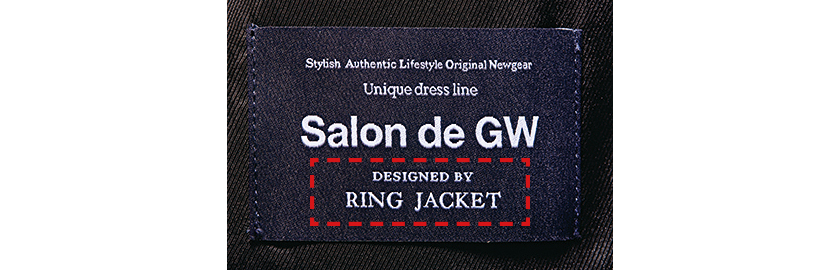 Stylish Authentic Lifestyle Original Newgear
Unique dress line
Salon de GW
DESIGNED BY
RING JACKET